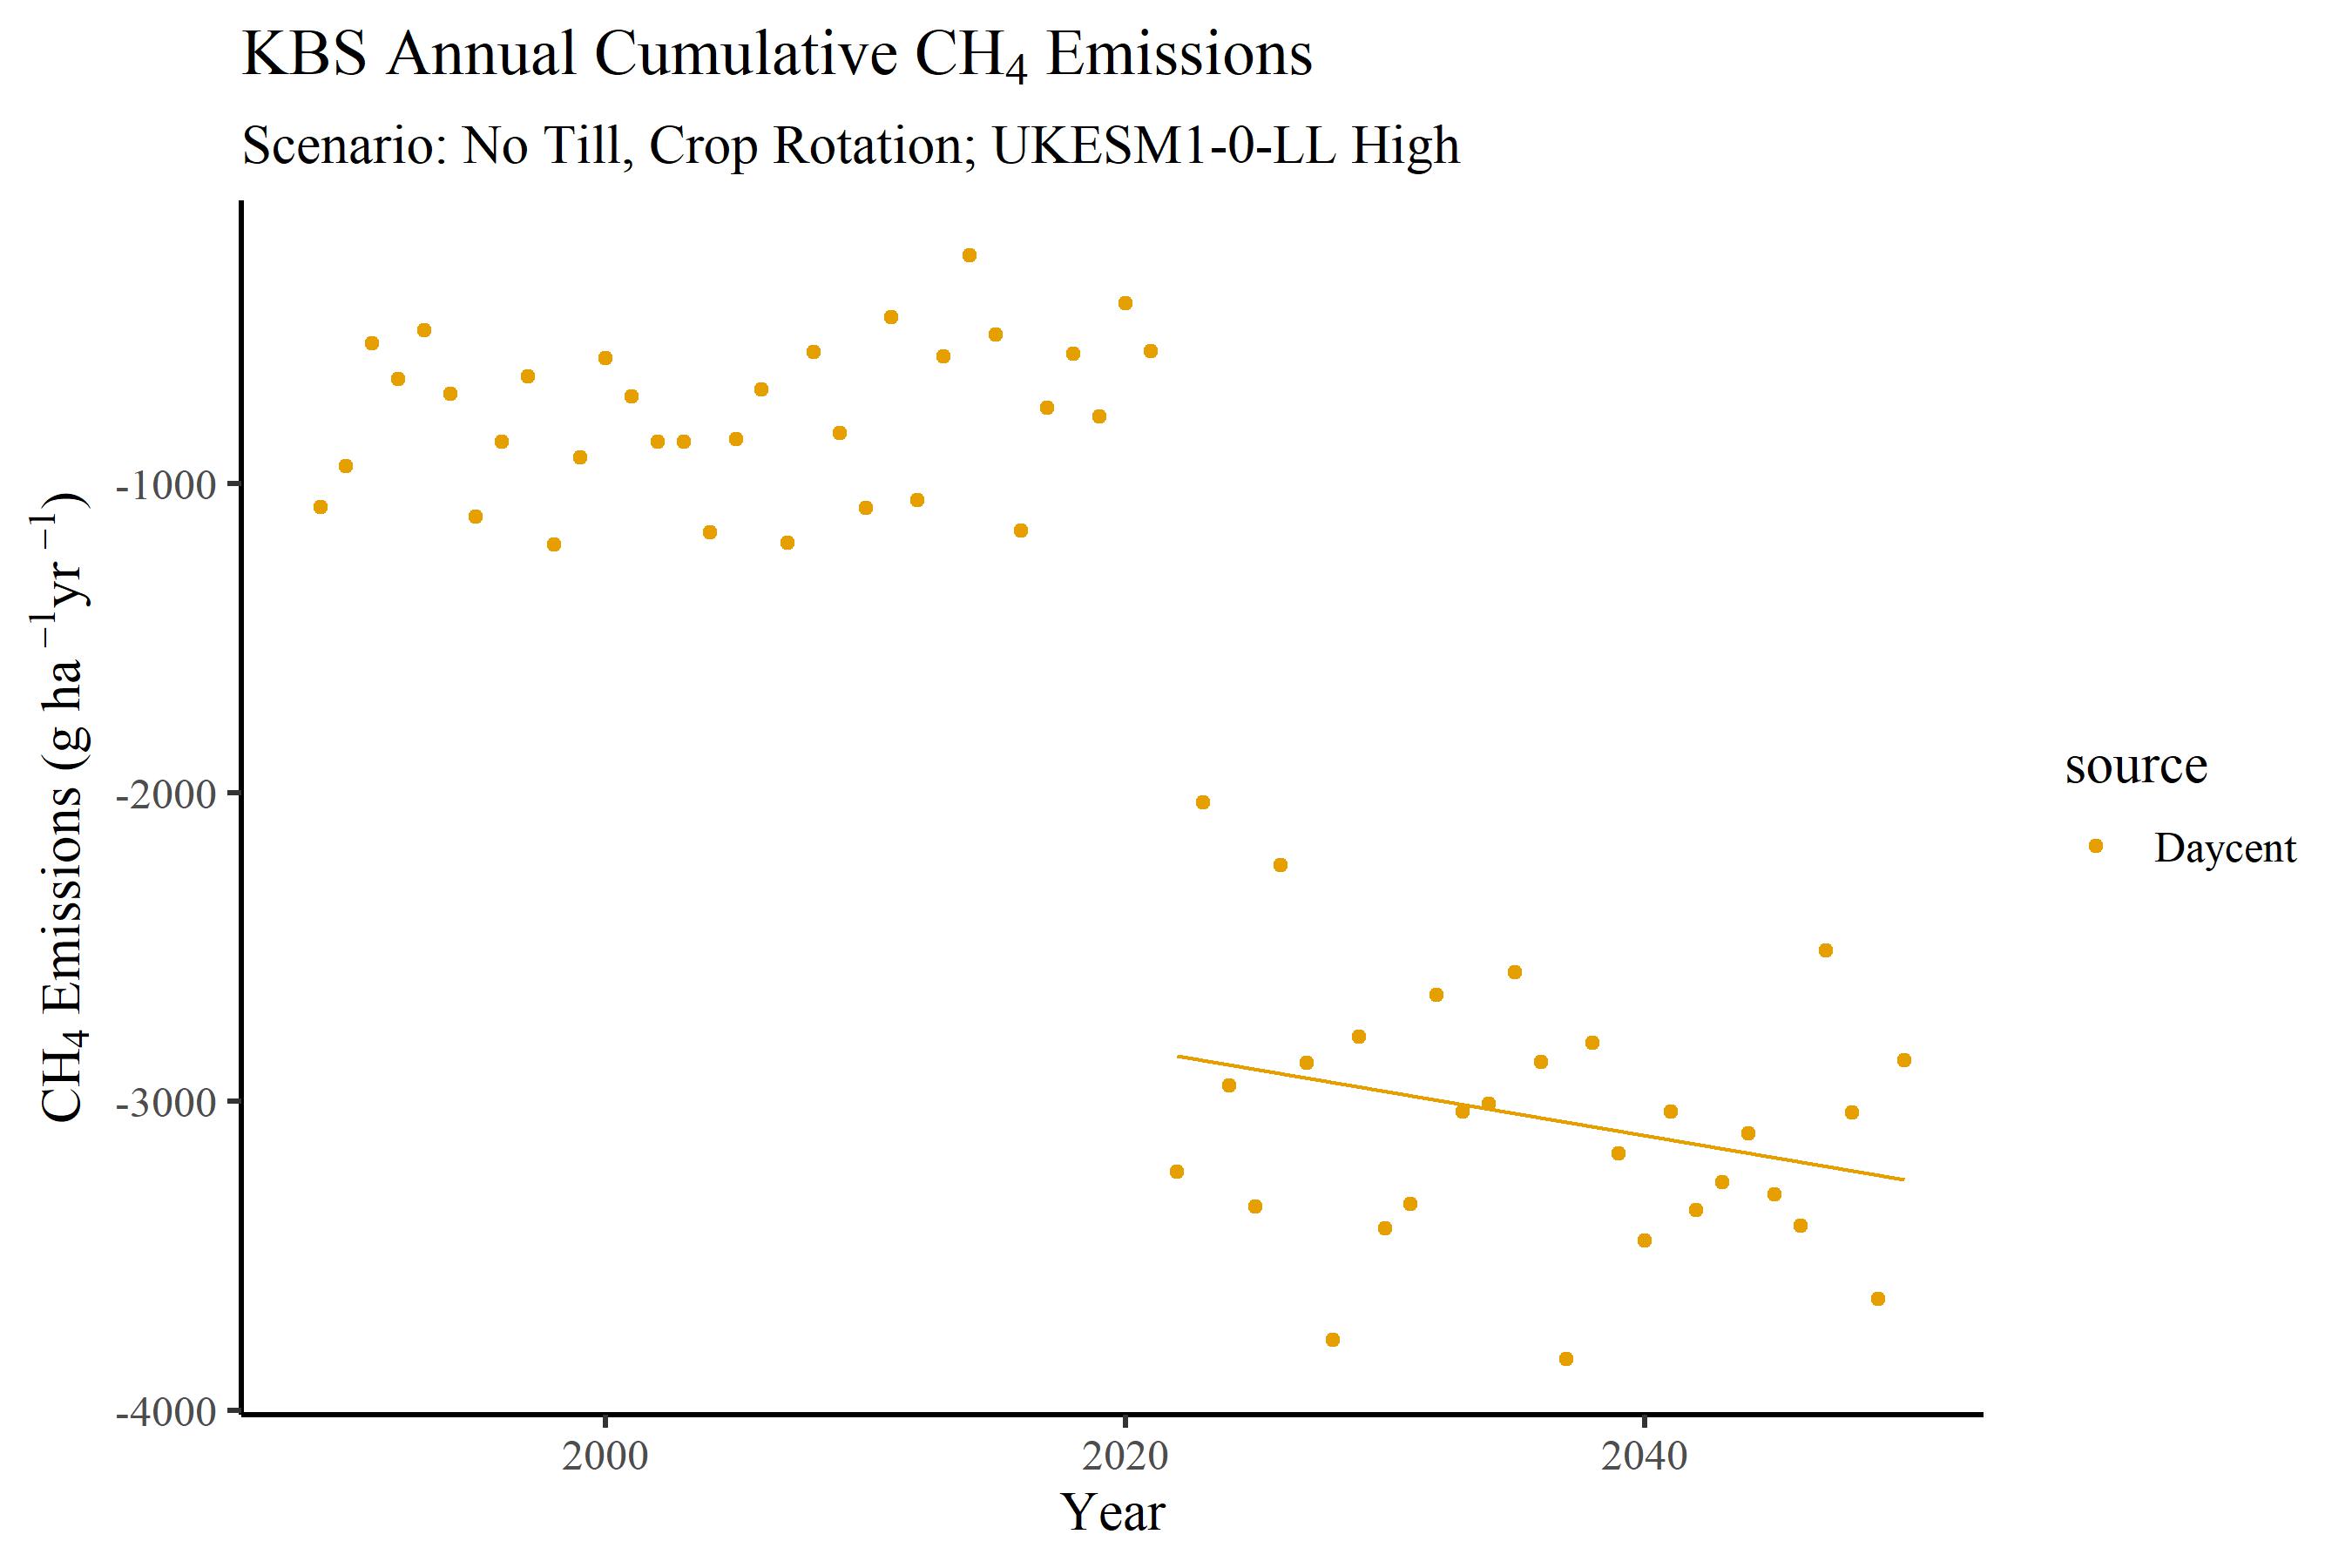 KBS Annual Cumulative CH₄ Emissions
Scenario: No Till, Crop Rotation; UKESM1-0-LL High
CH₄ Emissions (g ha ⁻¹yr ⁻¹)
-1000
-2000
-3000
-4000
2000 2020 2040
Year
source
Daycent